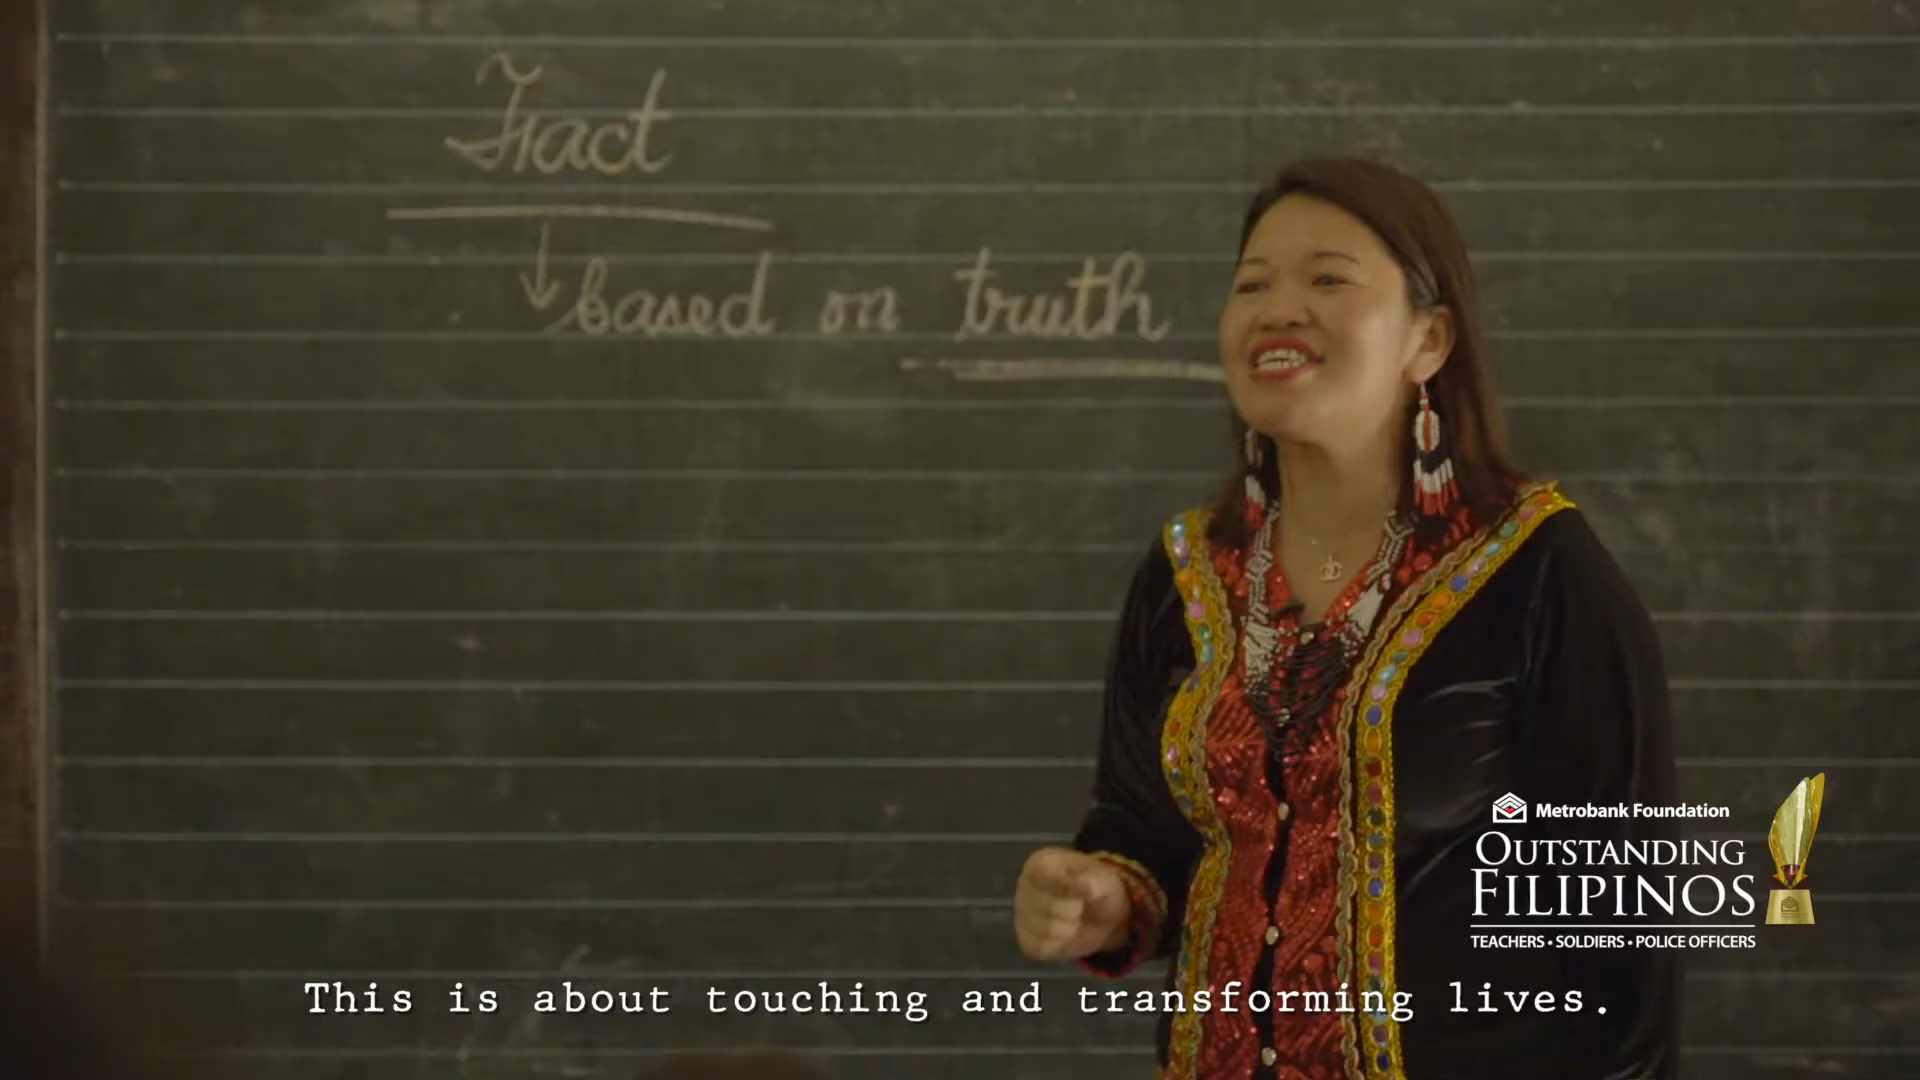 Fact
based on truth
Metrobank Foundation
OUTSTANDING
FILIPINOS
TEACHERS • SOLDIERS • POLICE OFFICERS
This is about touching and transforming lives.